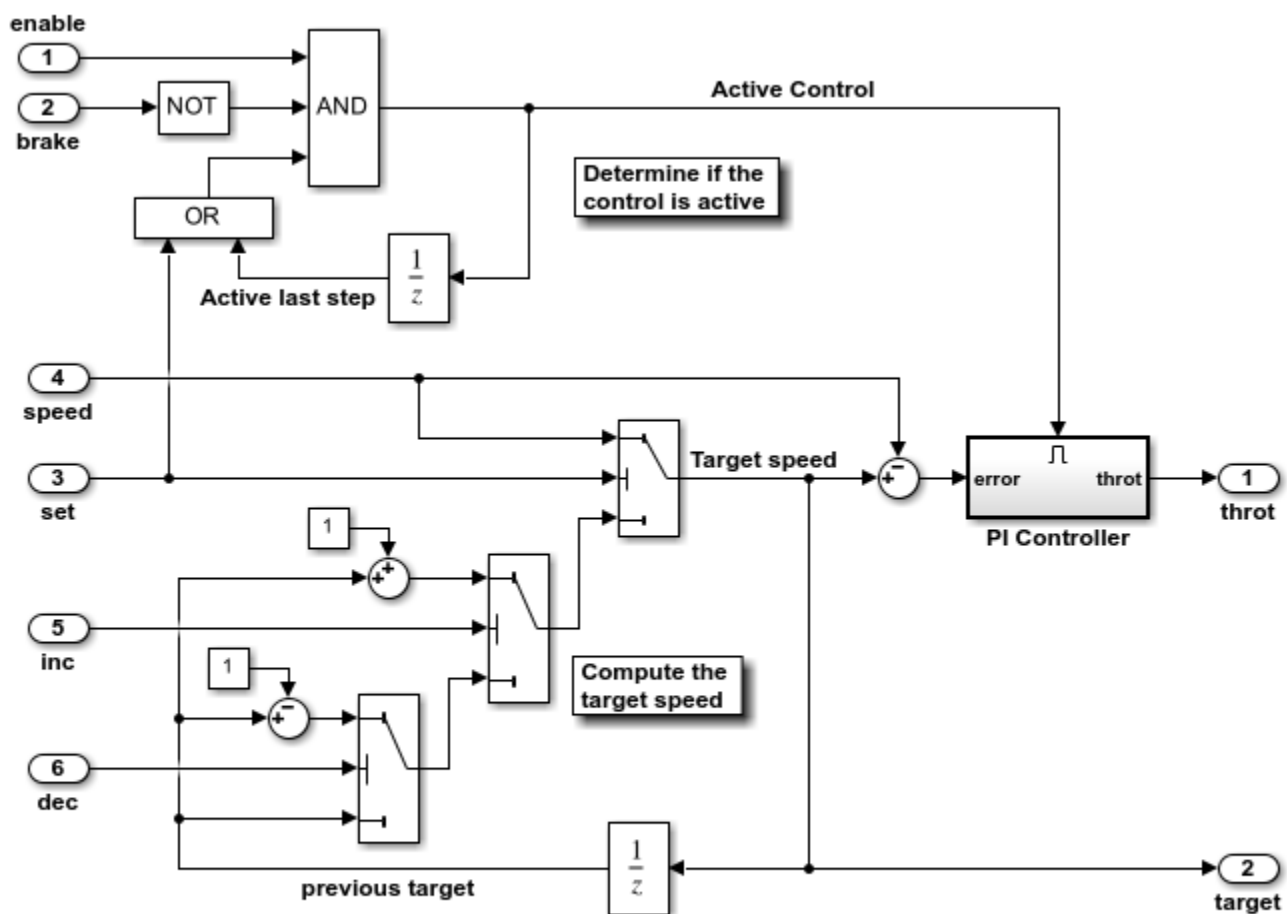 enable
1
2
brake
NOT
AND
Active Control
OR
Determine if the
control is active
1
z
Active last step
4
speed
3
set
Target speed
error
throt
PI Controller
1
throt
1
5
inc
1
Compute the
target speed
6
dec
1
z
previous target
2
target